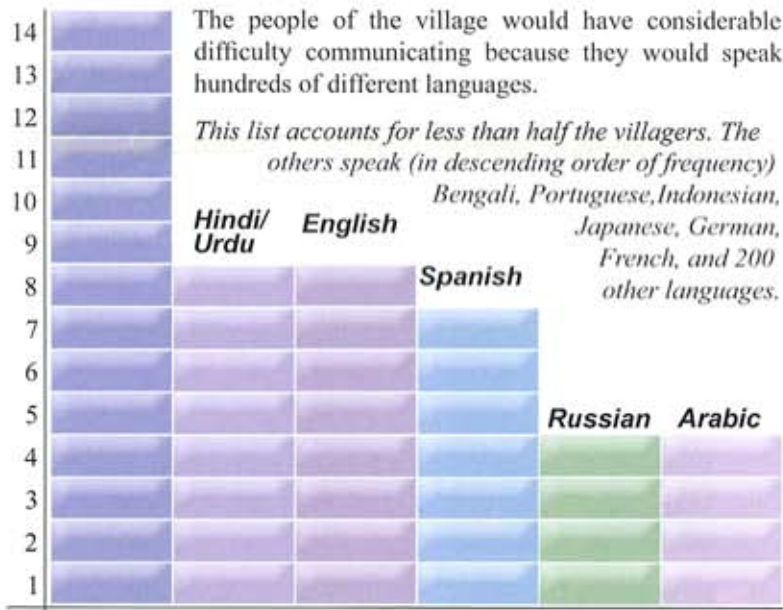 The people of the village would have considerable
difficulty communicating because they would speak
hundreds of different languages.
This list accounts for less than half the villagers. The
others speak (in descending order of frequency)
Bengali, Portuguese,Indonesian,
Japanese, German,
French, and 200
other languages.
Hindi/
Urdu
English
Spanish
Russian
Arabic
14
13
12
11
10
9
8
7
6
5
4
3
2
1